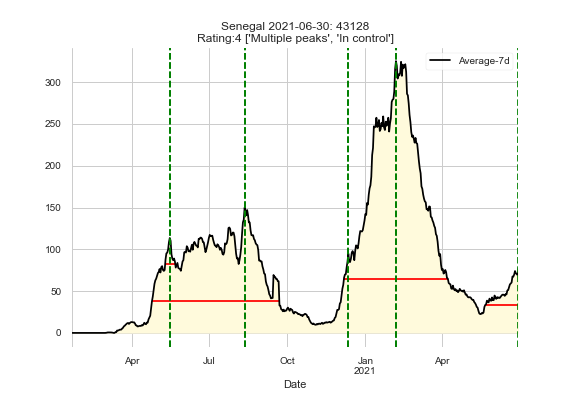 Senegal 2021-06-30: 43128
Rating:4 ['Multiple peaks', 'In control']
Average-7d
300
250
200
150
100
50
0
Apr
Jul
Oct
Jan
2021
Apr
Date